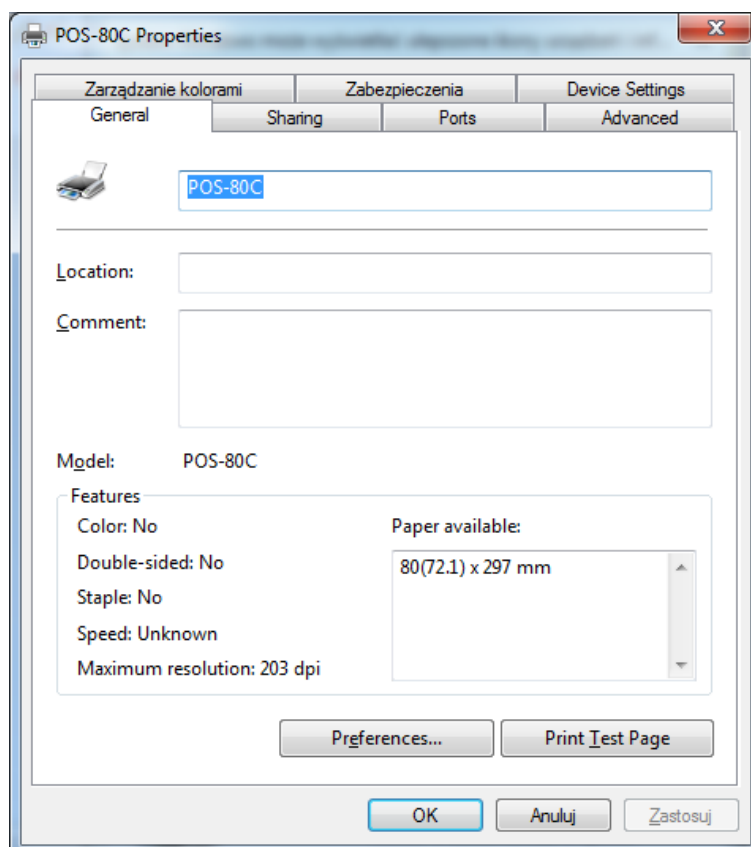 POS-80C Properties
Zarządzanie kolorami Zabezpieczenia Device Settings
General Sharing Ports Advanced
POS-80C
Location:
Comment:
Model: POS-80C
Features
Color: No Paper available:
Double-sided: No 80(72.1) x 297 mm
Staple: No
Speed: Unknown
Maximum resolution: 203 dpi
Preferences... Print Test Page
OK Anuluj Zastosuj